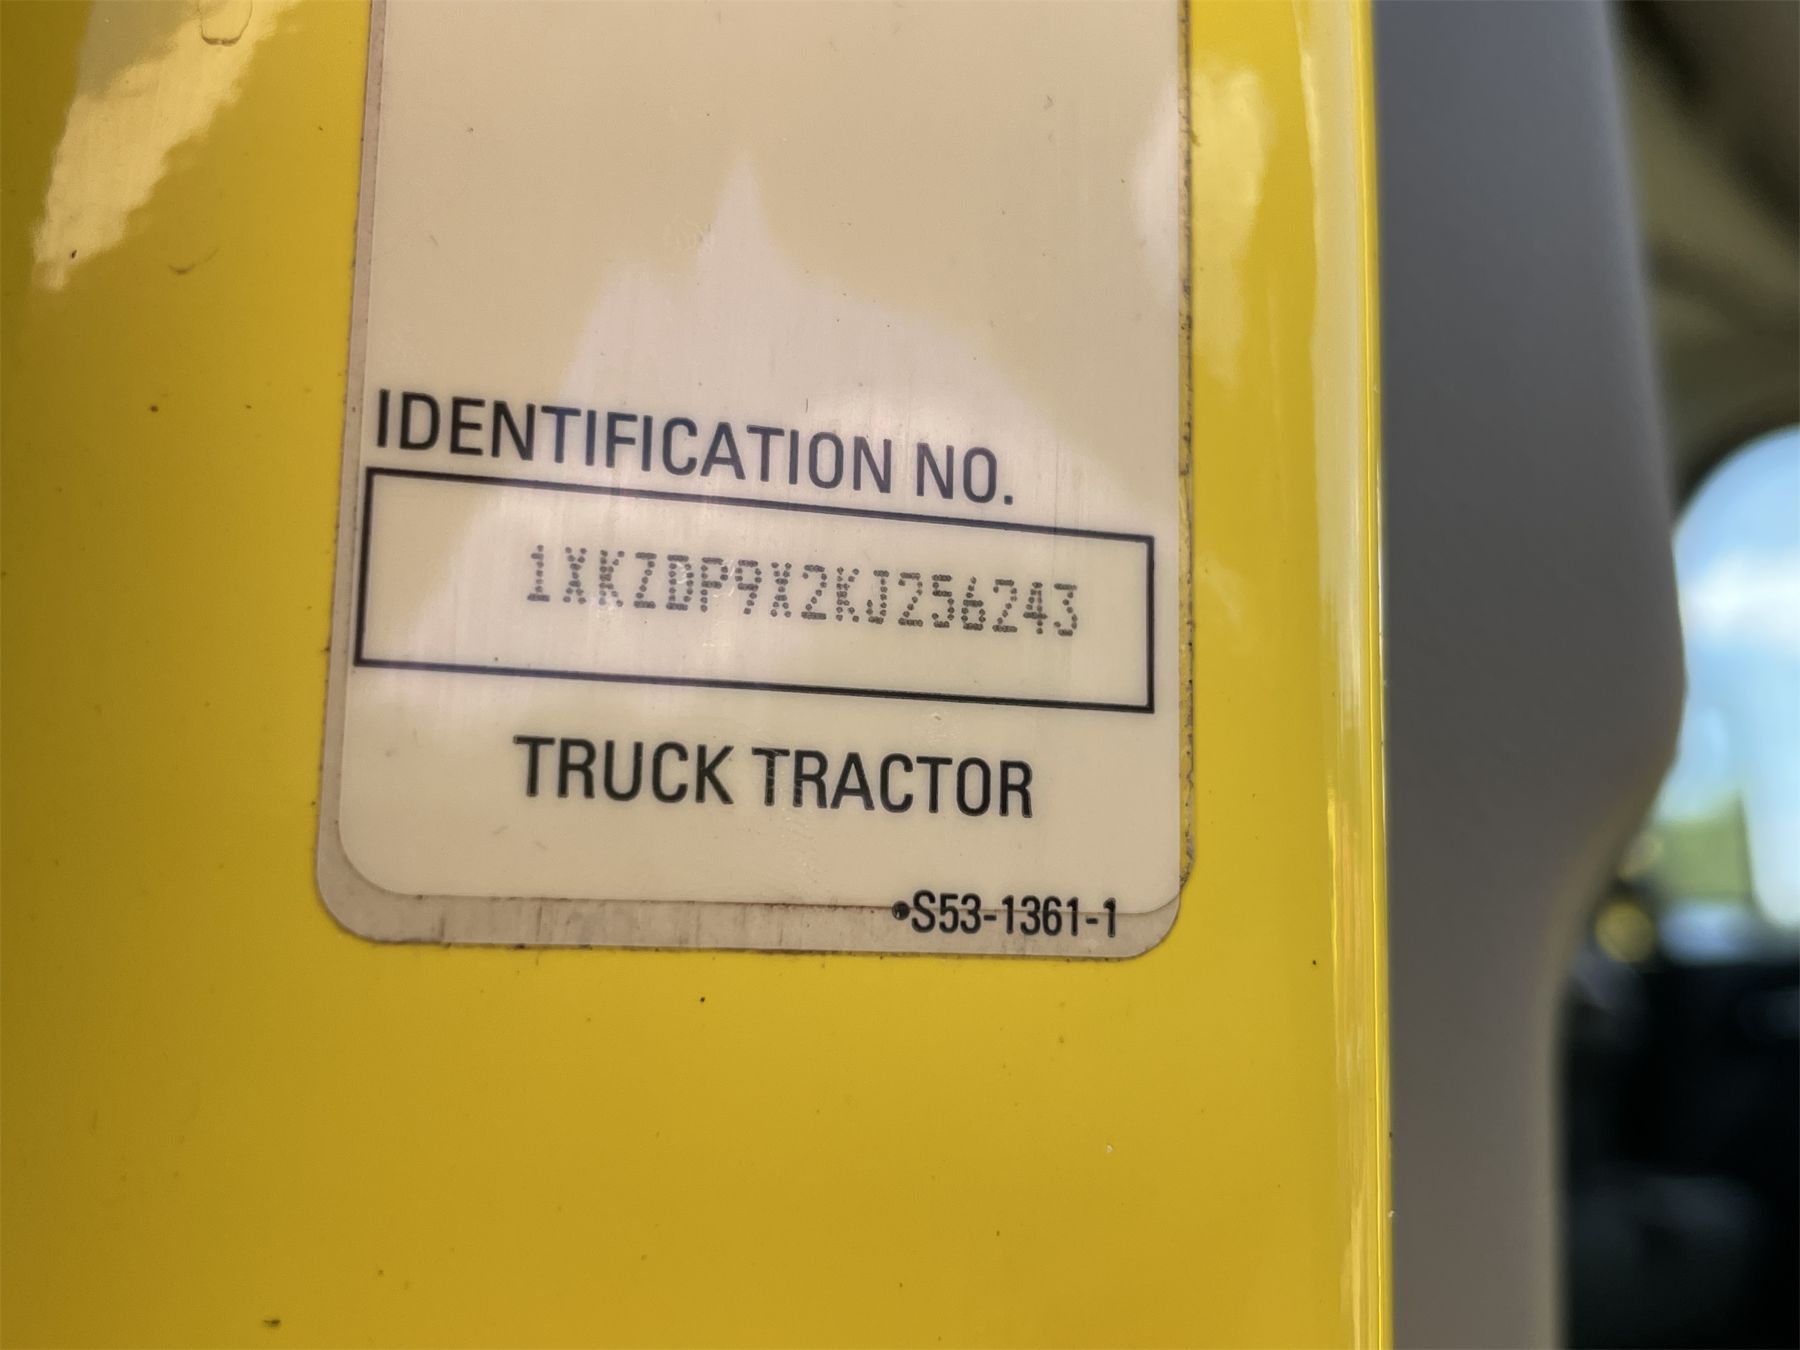 IDENTIFICATION NO.
1XKZDP9X2KJ256243
TRUCK TRACTOR
•S53-1361-1